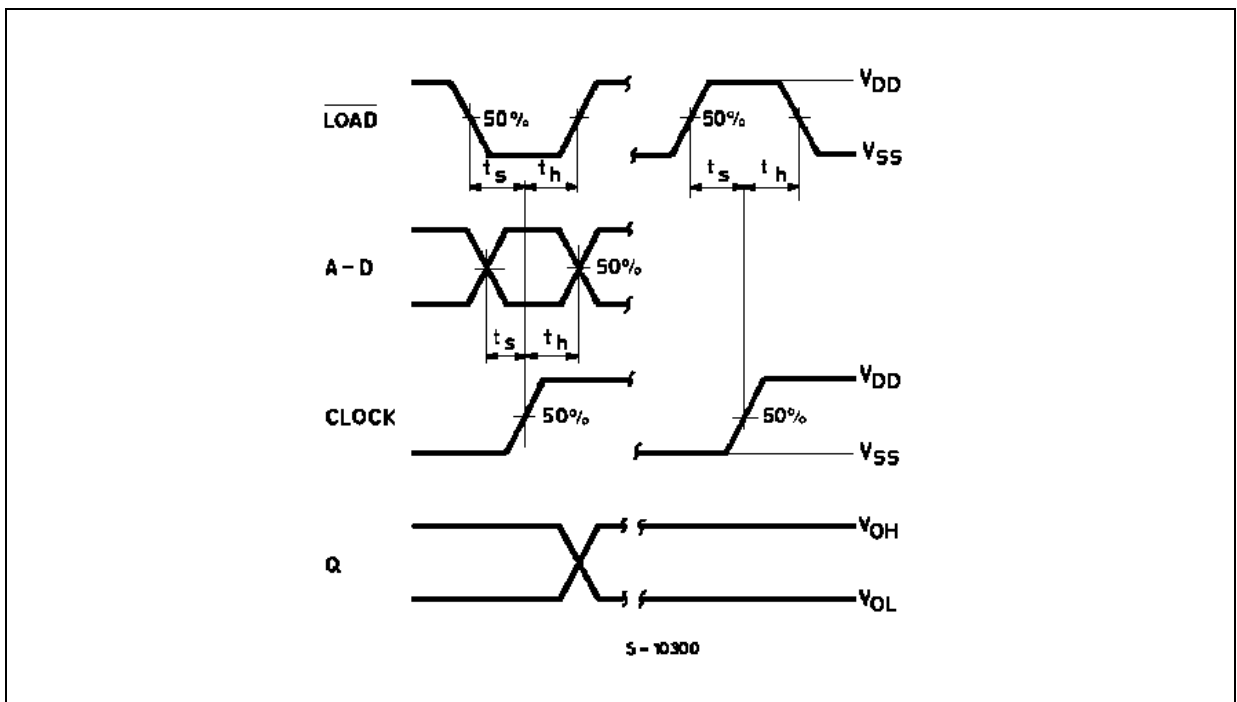 V_DD
LOAD 50% 50%
V_SS
t_s t_h t_s t_h
A-D 50%
t_s t_h
V_DD
CLOCK 50% 50%
V_SS
V_OH
Q
V_OL
S-10300